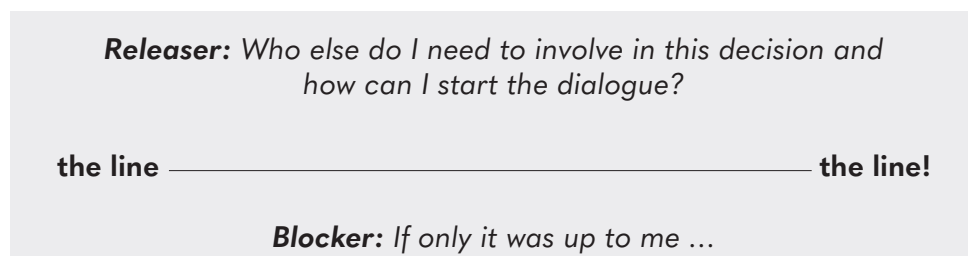 Releaser: Who else do I need to involve in this decision and
how can I start the dialogue?
the line the line!
Blocker: If only it was up to me ...